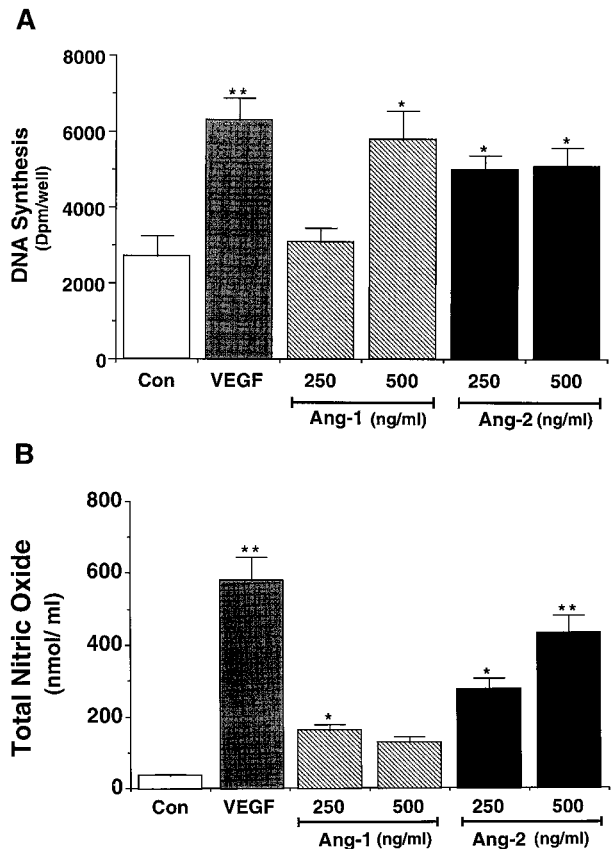 A
DNA Synthesis
(Dpm/well)
8000
6000
4000
2000
0
**
*
*
*
Con VEGF 250 500 250 500
Ang-1 (ng/ml) Ang-2 (ng/ml)
B
Total Nitric Oxide
(nmol/ ml)
800
600
400
200
0
**
*
*
**
Con VEGF 250 500 250 500
Ang-1 (ng/ml) Ang-2 (ng/ml)